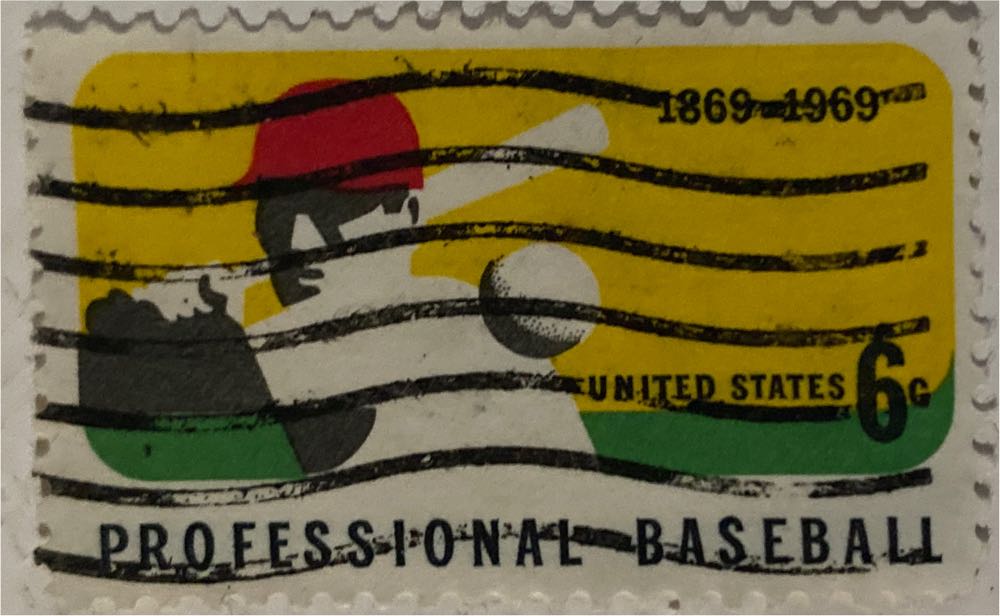 1869-1969
UNITED STATES 6c
PROFESSIONAL BASEBALL